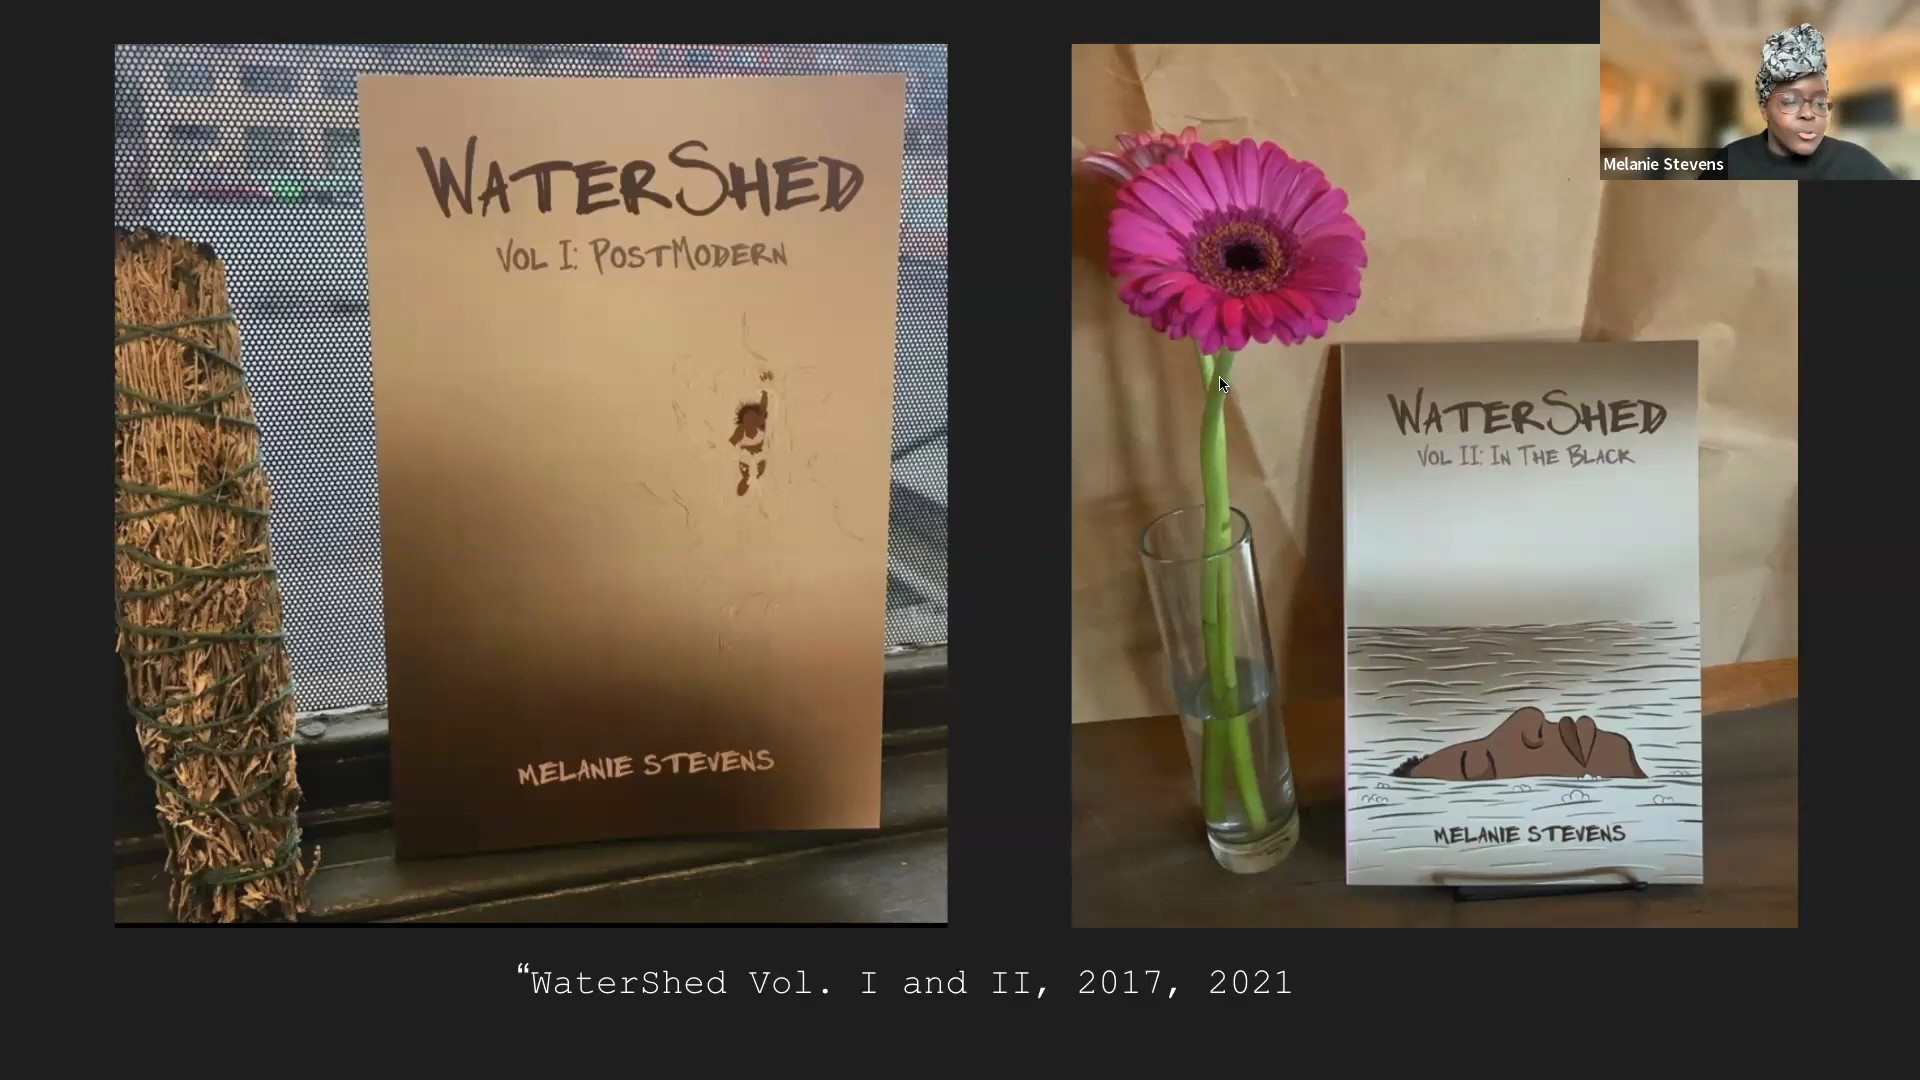 WATERSHED
VOL I: POSTMODERN
MELANIE STEVENS
WATERSHED
VOL II: IN THE BLACK
MELANIE STEVENS
Melanie Stevens
“WaterShed Vol. I and II, 2017, 2021